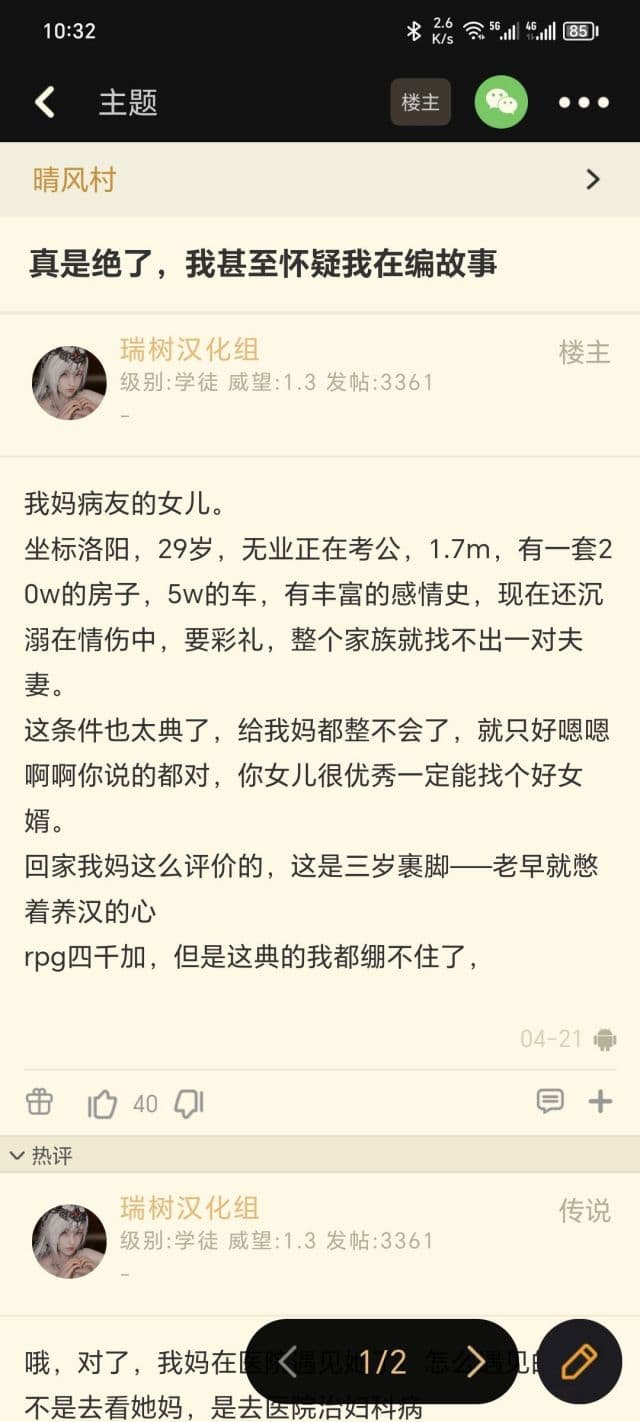 10:32
2.6
K/s
5G
4G
85
主题
楼主
晴风村
真是绝了，我甚至怀疑我在编故事
瑞树汉化组
楼主
级别:学徒 威望:1.3 发帖:3361
–
我妈病友的女儿。
坐标洛阳，29岁，无业正在考公，1.7m，有一套2
0w的房子，5w的车，有丰富的感情史，现在还沉
溺在情伤中，要彩礼，整个家族就找不出一对夫
妻。
这条件也太典了，给我妈都整不会了，就只好嗯嗯
啊啊你说的都对，你女儿很优秀一定能找个好女
婿。
回家我妈这么评价的，这是三岁裹脚——老早就憋
着养汉的心
rpg四千加，但是这典的我都绷不住了，
04-21
40
热评
瑞树汉化组
传说
级别:学徒 威望:1.3 发帖:3361
–
哦，对了，我妈在医院遇见她 怎么遇见的
1/2
不是去看她妈，是去医院治妇科病